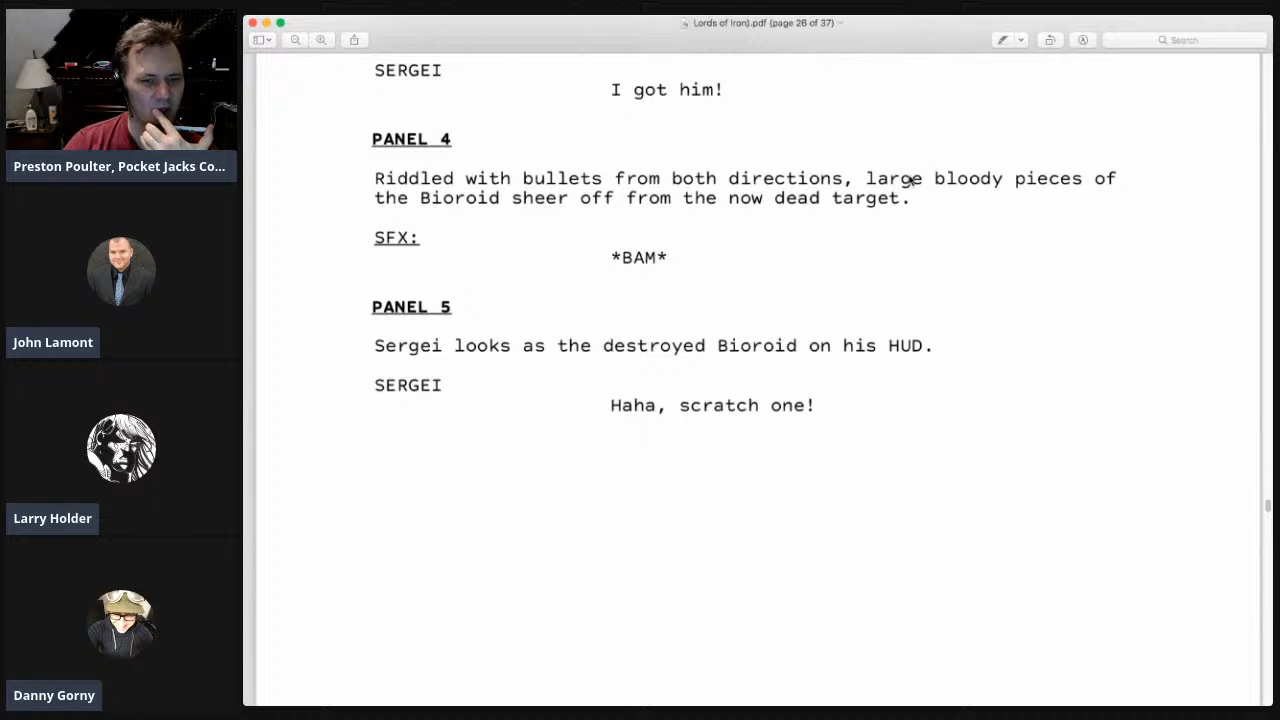 Lords of Iron}.pdf (page 26 of 37)
Search
SERGEI
I got him!
PANEL 4
Riddled with bullets from both directions, large bloody pieces of
the Bioroid sheer off from the now dead target.
SFX:
*BAM*
PANEL 5
Sergei looks as the destroyed Bioroid on his HUD.
SERGEI
Haha, scratch one!
Preston Poulter, Pocket Jacks Co...
John Lamont
Larry Holder
Danny Gorny